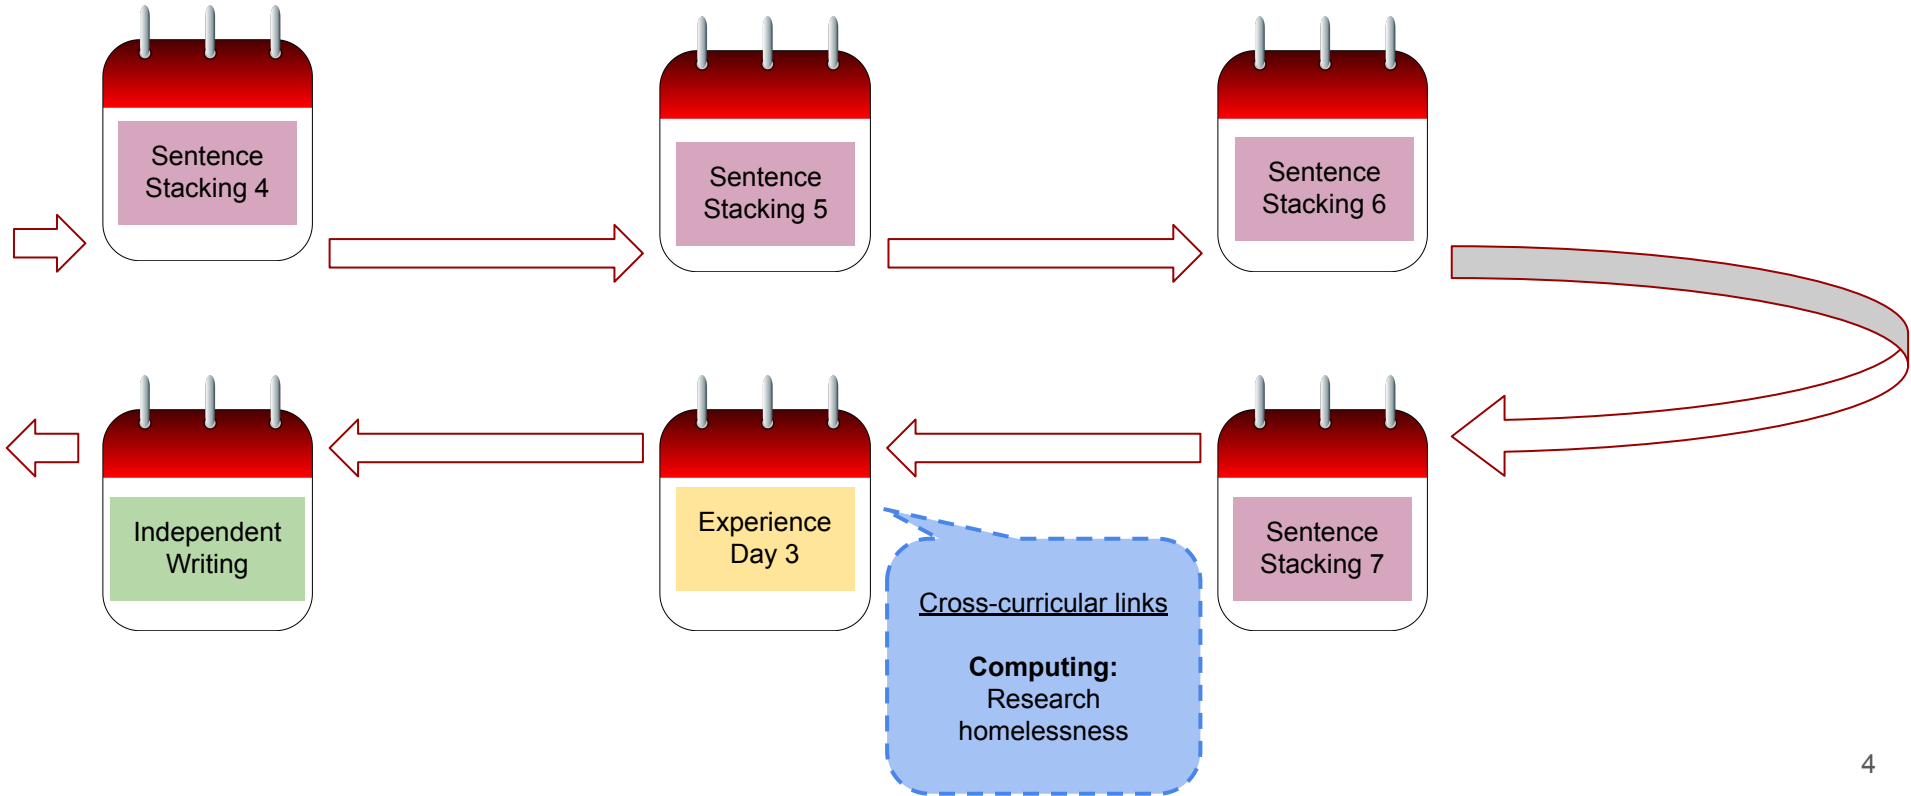 Sentence
Stacking 4
Sentence
Stacking 5
Sentence
Stacking 6
Independent
Writing
Experience
Day 3
Sentence
Stacking 7
Cross-curricular links
Computing:
Research
homelessness
4